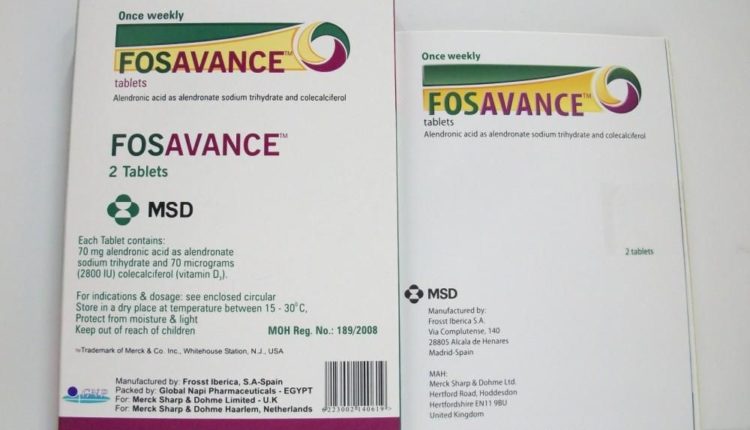 Once weekly
FOSAVANCE™
tablets
Alendronic acid as alendronate sodium trihydrate and colecalciferol
FOSAVANCE™
2 Tablets
MSD
Each Tablet contains:
70 mg alendronic acid as alendronate
sodium trihydrate and 70 micrograms
(2800 IU) colecalciferol (vitamin D₃).
For indications & dosage: see enclosed circular
Store in a dry place at temperature between 15 - 30°C,
Protect from moisture & light
Keep out of reach of children
MOH Reg. No.: 189/2008
™Trademark of Merck & Co. Inc., Whitehouse Station, N.J., USA
Manufactured by: Frosst Iberica, S.A-Spain
Packed by: Global Napi Pharmaceuticals - EGYPT
For: Merck Sharp & Dohme Limited - U.K
For: Merck Sharp & Dohme Haarlem, Netherlands
6223002140619
Once weekly
FOSAVANCE™
tablets
Alendronic acid as alendronate sodium trihydrate and colecalciferol
2 tablets
MSD
Manufactured by:
Frosst Iberica S.A.
Via Complutense, 140
28805 Alcala de Henares
Madrid-Spain
MAH:
Merck Sharp & Dohme Ltd.
Hertford Road, Hoddesdon
Hertfordshire EN11 9BU
United Kingdom